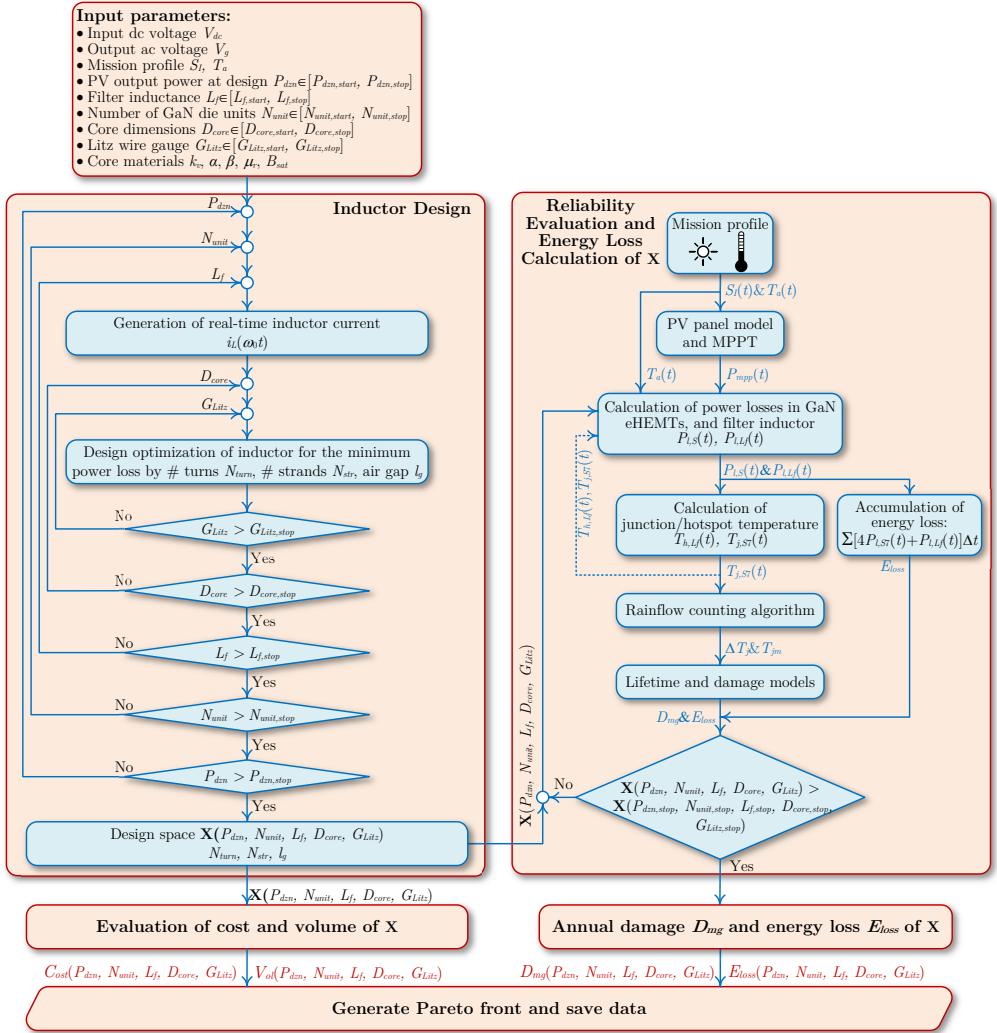 Input parameters:
• Input dc voltage V_dc
• Output ac voltage V_g
• Mission profile S_I, T_a
• PV output power at design P_dzn∈[P_dzn,start, P_dzn,stop]
• Filter inductance L_f∈[L_f,start, L_f,stop]
• Number of GaN die units N_unit∈[N_unit,start, N_unit,stop]
• Core dimensions D_core∈[D_core,start, D_core,stop]
• Litz wire gauge G_Litz∈[G_Litz,start, G_Litz,stop]
• Core materials k_v, α, β, μ_r, B_sat
Inductor Design
P_dzn
N_unit
L_f
Generation of real-time inductor current
i_L(ω_0t)
D_core
G_Litz
Design optimization of inductor for the minimum
power loss by # turns N_turn, # strands N_str, air gap l_g
No
G_Litz > G_Litz,stop
Yes
No
D_core > D_core,stop
Yes
No
L_f > L_f,stop
Yes
No
N_unit > N_unit,stop
Yes
No
P_dzn > P_dzn,stop
Yes
Design space X(P_dzn, N_unit, L_f, D_core, G_Litz)
N_turn, N_str, l_g
X(P_dzn, N_unit, L_f, D_core, G_Litz)
Reliability
Evaluation and
Energy Loss
Calculation of X
Mission profile
S_I(t)& T_a(t)
PV panel model
and MPPT
T_a(t)
P_mpp(t)
Calculation of power losses in GaN
eHEMTs, and filter inductor
P_l,S(t), P_l,Lf(t)
P_l,S(t)&P_l,Lf(t)
T_h,Lf(t), T_j,S7(t)
Calculation of
junction/hotspot temperature
T_h,Lf(t), T_j,S7(t)
Accumulation of
energy loss:
Σ[4P_l,S7(t)+P_l,Lf(t)]Δt
T_j,S7(t)
E_loss
Rainflow counting algorithm
ΔT_j& T_jm
Lifetime and damage models
D_mg&E_loss
X(P_dzn, N_unit, L_f, D_core, G_Litz)
No
X(P_dzn, N_unit, L_f, D_core, G_Litz) >
X(P_dzn,stop, N_unit,stop, L_f,stop, D_core,stop,
G_Litz,stop)
Yes
Evaluation of cost and volume of X
Annual damage D_mg and energy loss E_loss of X
Cost(P_dzn, N_unit, L_f, D_core, G_Litz)
Vol(P_dzn, N_unit, L_f, D_core, G_Litz)
D_mg(P_dzn, N_unit, L_f, D_core, G_Litz)
E_loss(P_dzn, N_unit, L_f, D_core, G_Litz)
Generate Pareto front and save data